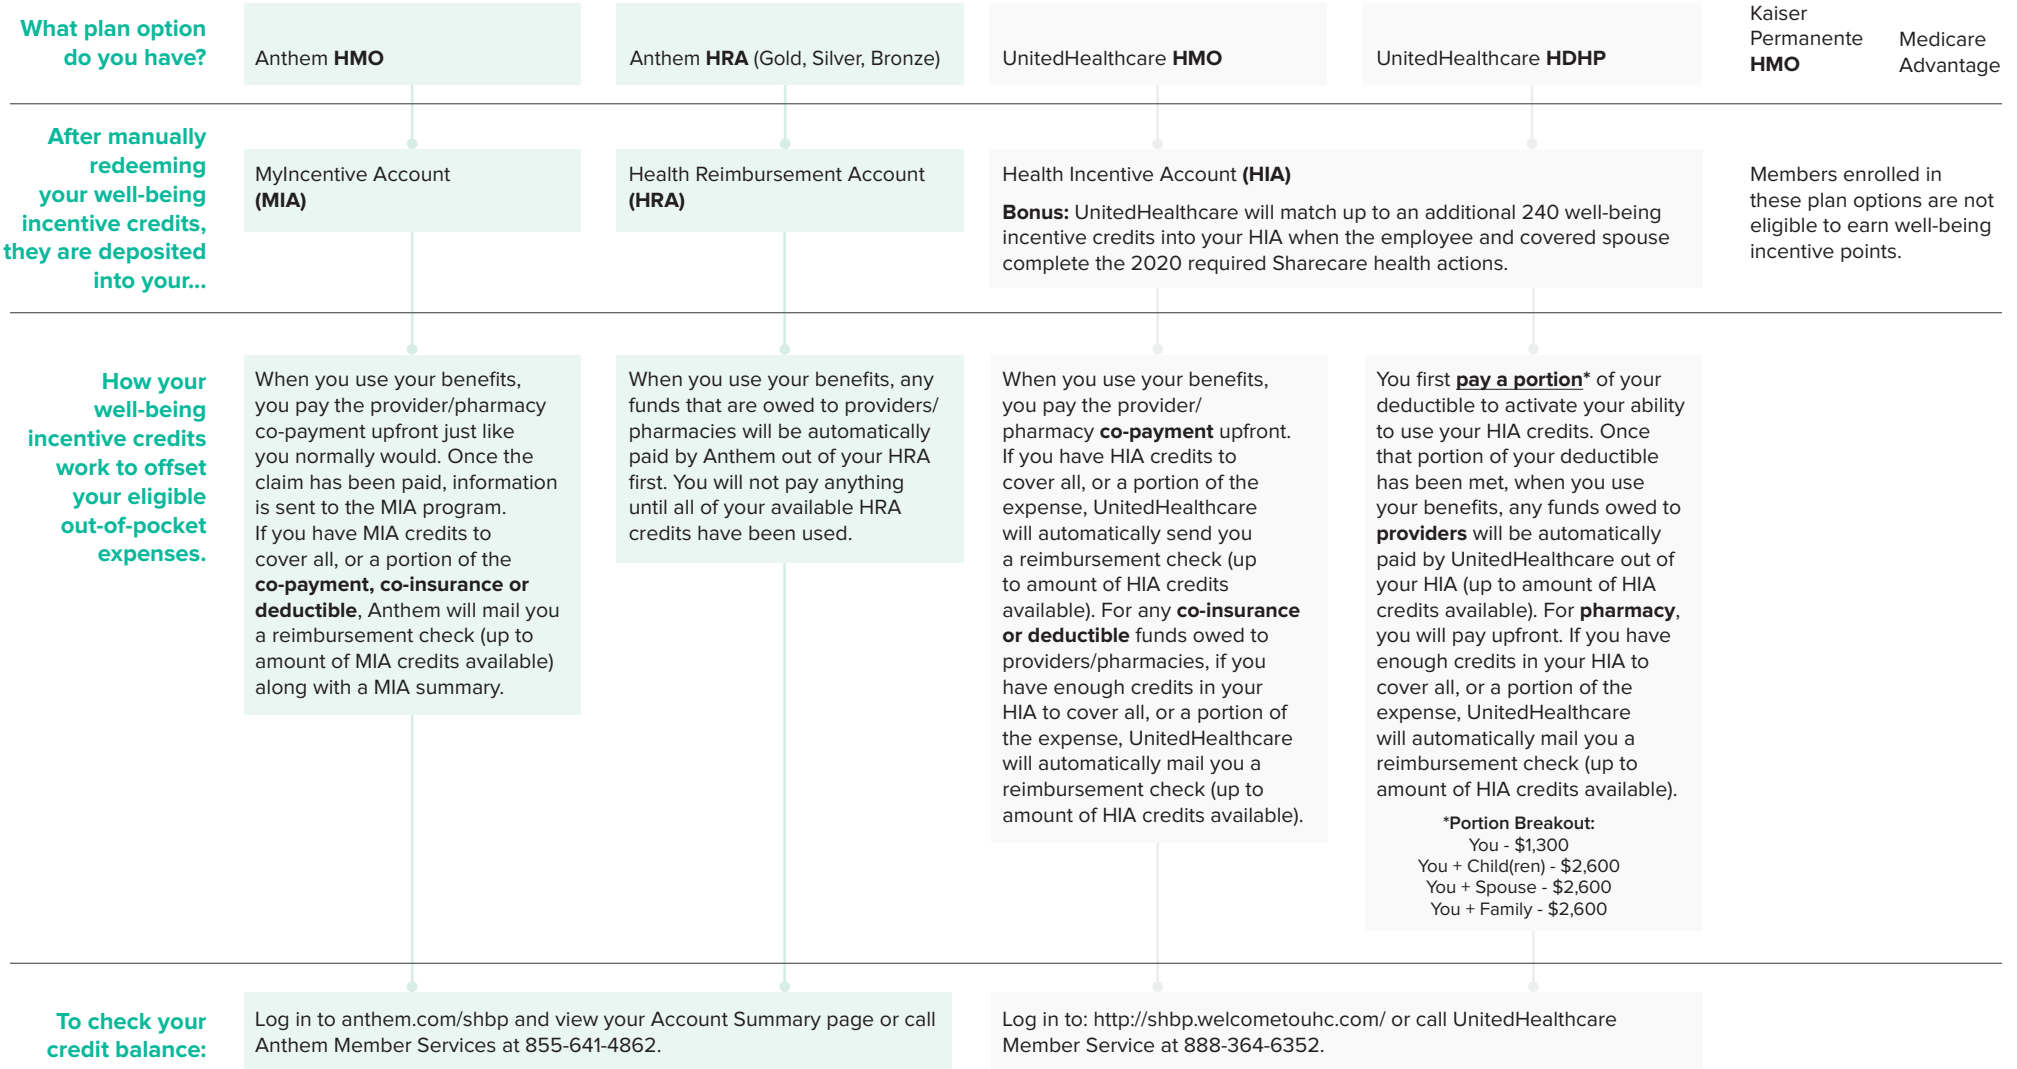 What plan option
do you have?
Anthem HMO
Anthem HRA (Gold, Silver, Bronze)
UnitedHealthcare HMO
UnitedHealthcare HDHP
Kaiser
Permanente
HMO
Medicare
Advantage
After manually
redeeming
your well-being
incentive credits,
they are deposited
into your...
MyIncentive Account
(MIA)
Health Reimbursement Account
(HRA)
Health Incentive Account (HIA)
Bonus: UnitedHealthcare will match up to an additional 240 well-being
incentive credits into your HIA when the employee and covered spouse
complete the 2020 required Sharecare health actions.
Members enrolled in
these plan options are not
eligible to earn well-being
incentive points.
How your
well-being
incentive credits
work to offset
your eligible
out-of-pocket
expenses.
When you use your benefits,
you pay the provider/pharmacy
co-payment upfront just like
you normally would. Once the
claim has been paid, information
is sent to the MIA program.
If you have MIA credits to
cover all, or a portion of the
co-payment, co-insurance or
deductible, Anthem will mail you
a reimbursement check (up to
amount of MIA credits available)
along with a MIA summary.
When you use your benefits, any
funds that are owed to providers/
pharmacies will be automatically
paid by Anthem out of your HRA
first. You will not pay anything
until all of your available HRA
credits have been used.
When you use your benefits,
you pay the provider/
pharmacy co-payment upfront.
If you have HIA credits to
cover all, or a portion of the
expense, UnitedHealthcare
will automatically send you
a reimbursement check (up
to amount of HIA credits
available). For any co-insurance
or deductible funds owed to
providers/pharmacies, if you
have enough credits in your
HIA to cover all, or a portion of
the expense, UnitedHealthcare
will automatically mail you a
reimbursement check (up to
amount of HIA credits available).
You first pay a portion* of your
deductible to activate your ability
to use your HIA credits. Once
that portion of your deductible
has been met, when you use
your benefits, any funds owed to
providers will be automatically
paid by UnitedHealthcare out of
your HIA (up to amount of HIA
credits available). For pharmacy,
you will pay upfront. If you have
enough credits in your HIA to
cover all, or a portion of the
expense, UnitedHealthcare
will automatically mail you a
reimbursement check (up to
amount of HIA credits available).
*Portion Breakout:
You - $1,300
You + Child(ren) - $2,600
You + Spouse - $2,600
You + Family - $2,600
To check your
credit balance:
Log in to anthem.com/shbp and view your Account Summary page or call
Anthem Member Services at 855-641-4862.
Log in to: http://shbp.welcometouhc.com/ or call UnitedHealthcare
Member Service at 888-364-6352.